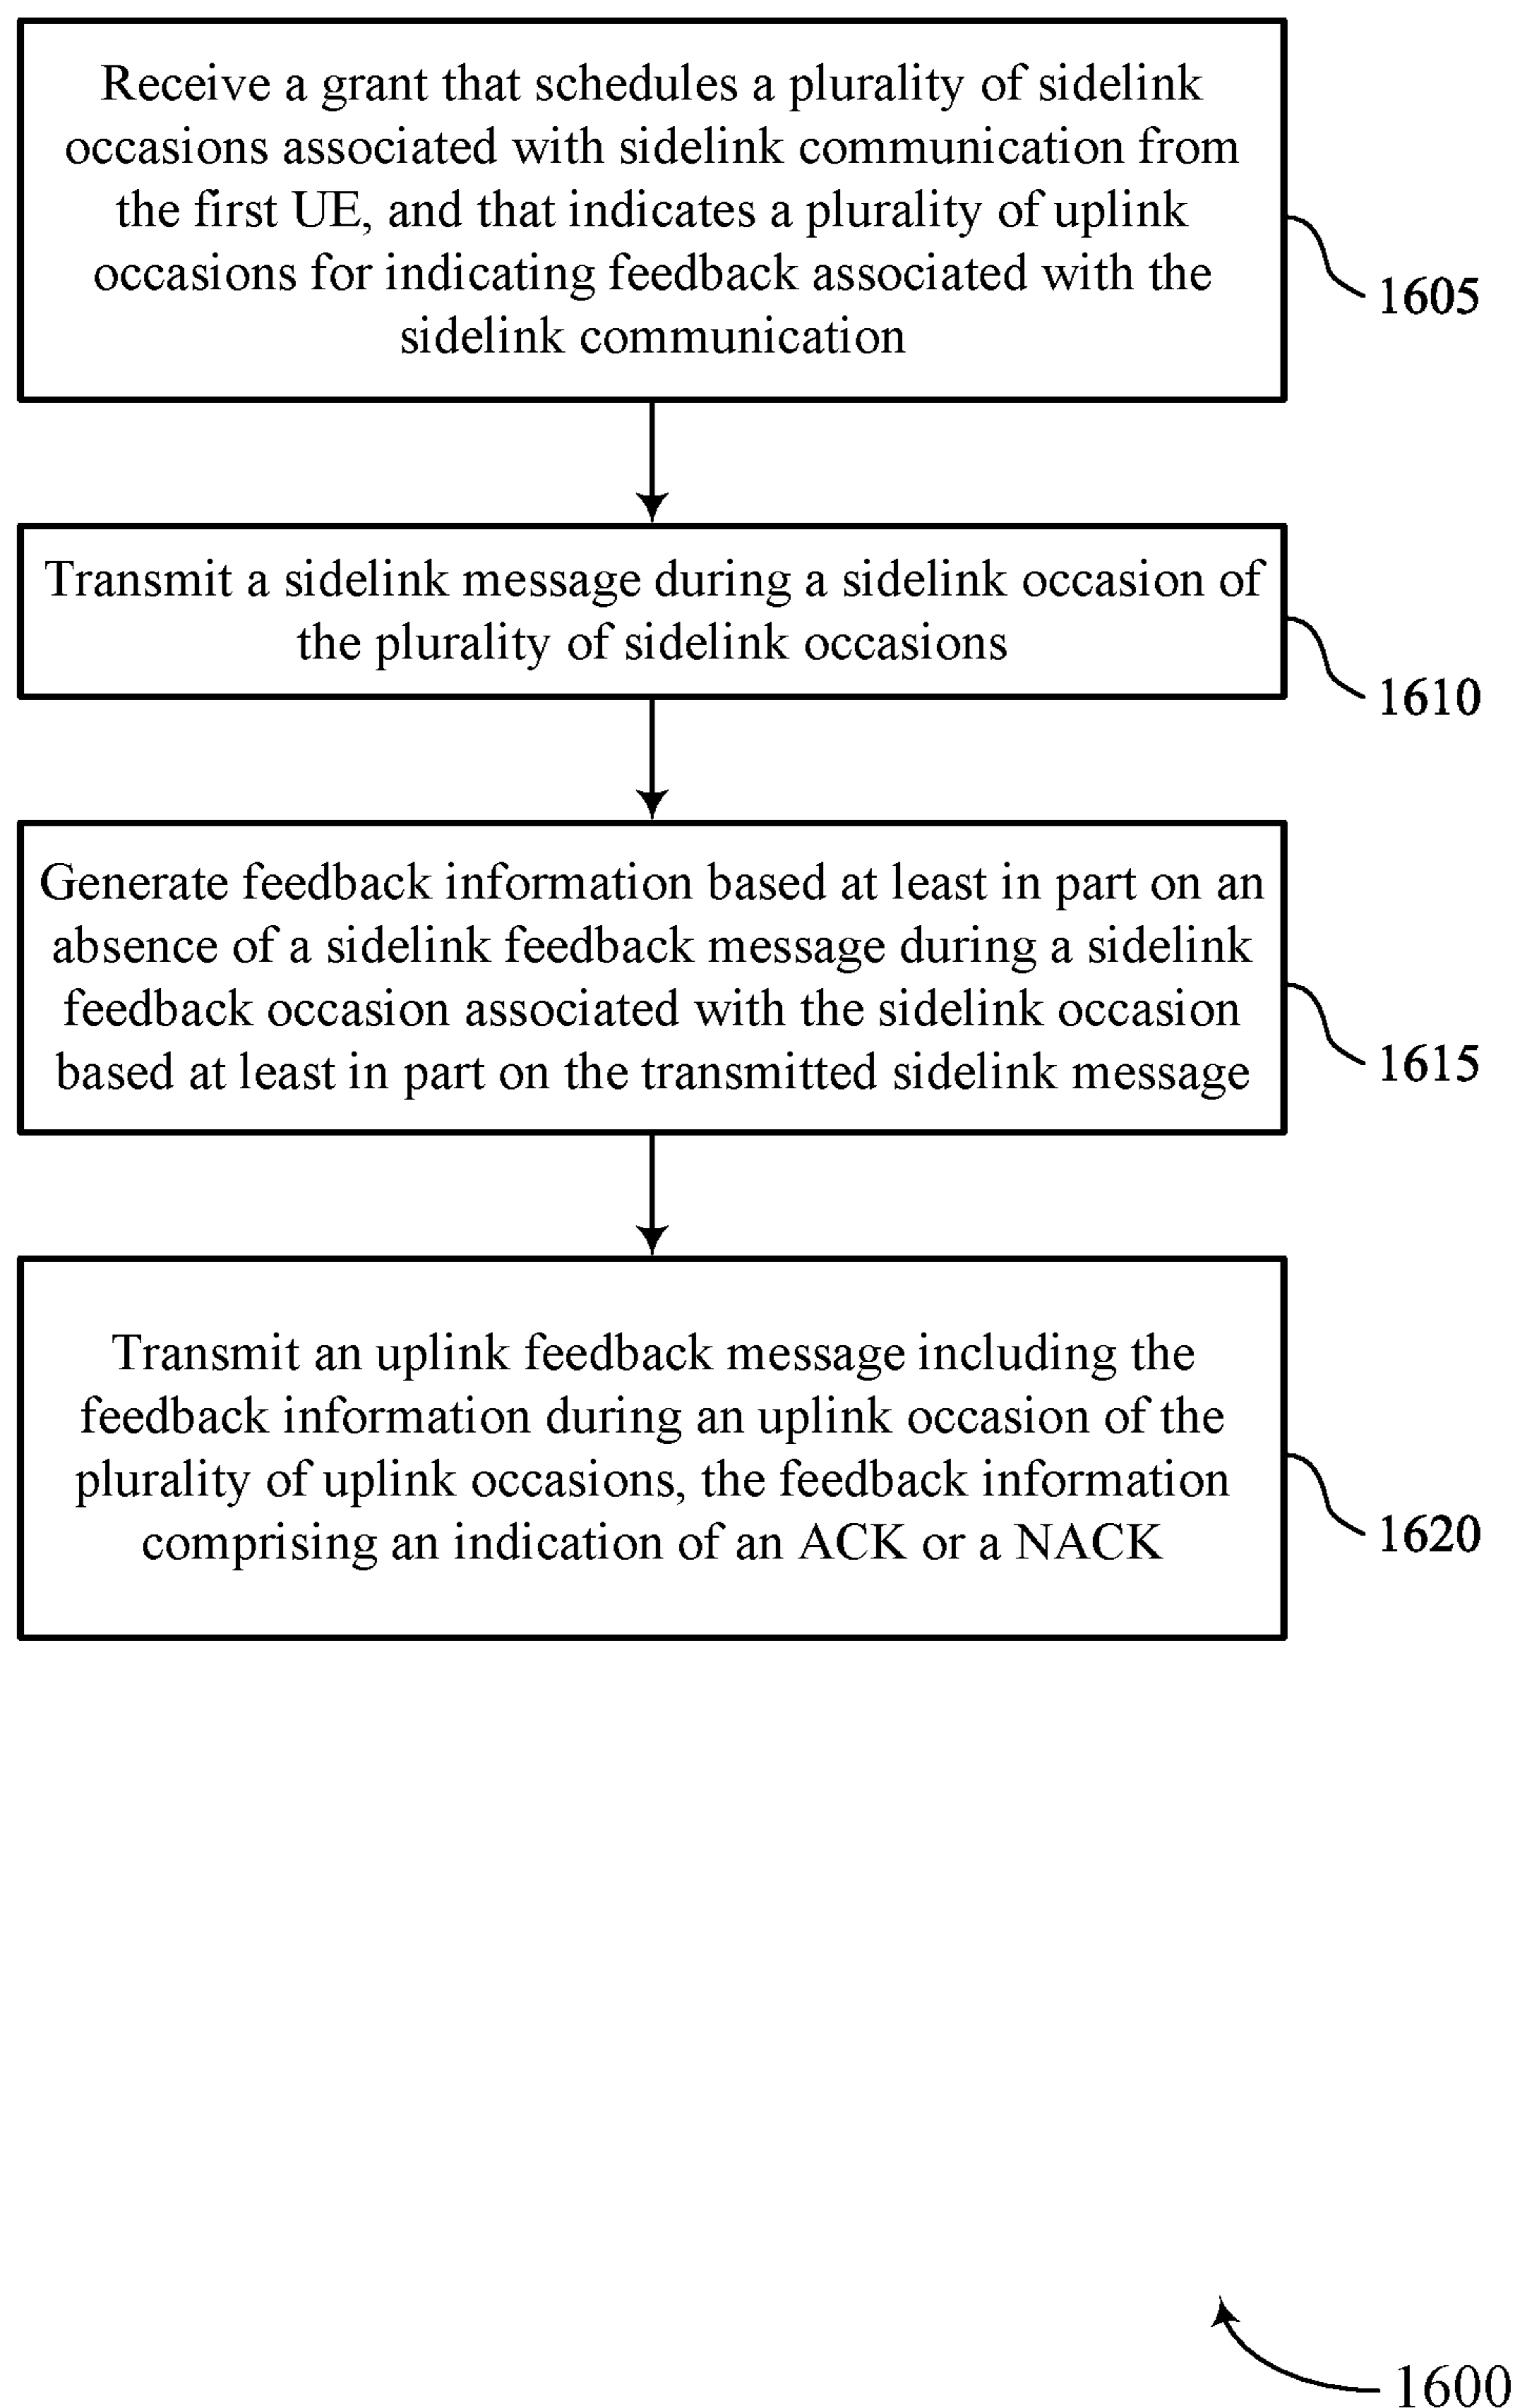 Receive a grant that schedules a plurality of sidelink
occasions associated with sidelink communication from
the first UE, and that indicates a plurality of uplink
occasions for indicating feedback associated with the
sidelink communication
1605
Transmit a sidelink message during a sidelink occasion of
the plurality of sidelink occasions
1610
Generate feedback information based at least in part on an
absence of a sidelink feedback message during a sidelink
feedback occasion associated with the sidelink occasion
based at least in part on the transmitted sidelink message
1615
Transmit an uplink feedback message including the
feedback information during an uplink occasion of the
plurality of uplink occasions, the feedback information
comprising an indication of an ACK or a NACK
1620
1600